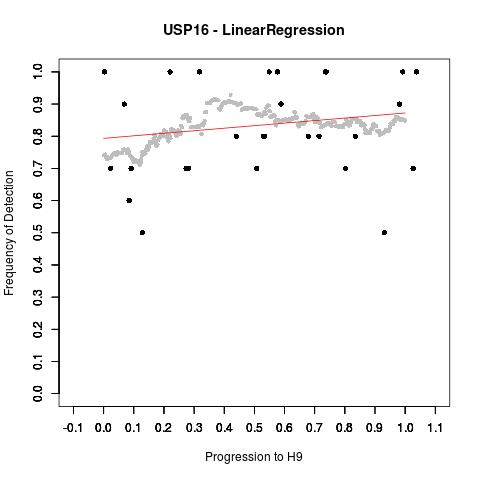 USP16 - LinearRegression
Frequency of Detection
1.0
0.9
0.8
0.7
0.6
0.5
0.4
0.3
0.2
0.1
0.0
-0.1 0.0 0.1 0.2 0.3 0.4 0.5 0.6 0.7 0.8 0.9 1.0 1.1
Progression to H9